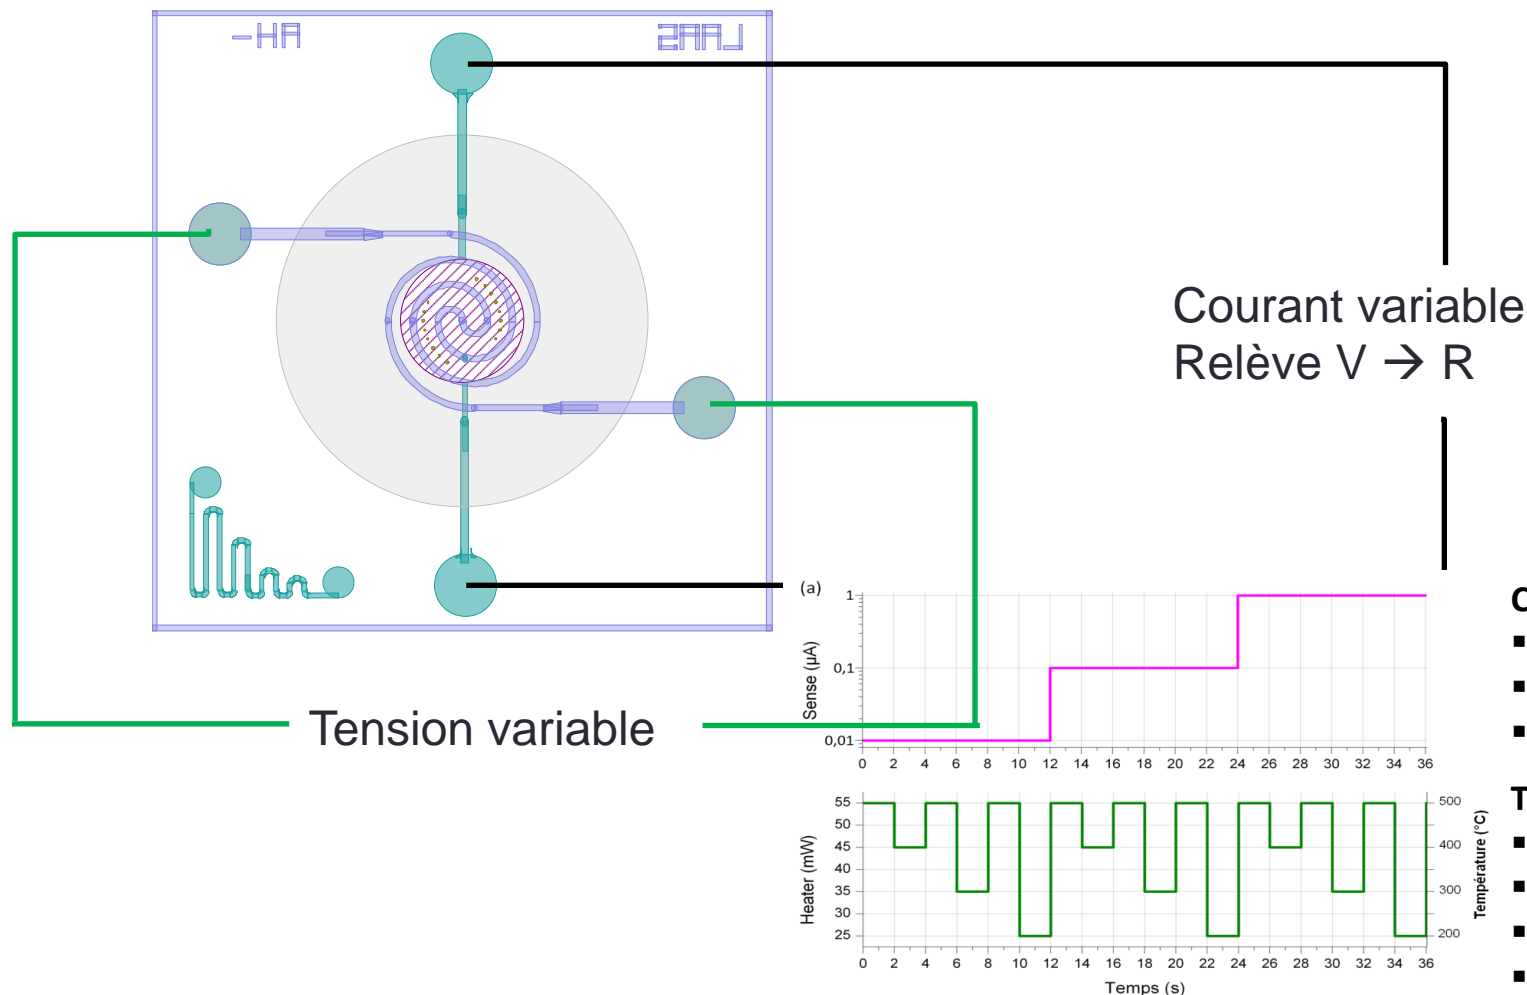 -HA
LAAS
Courant variable
Relève V → R
Tension variable
(a)
Sense (µA)
1
0,1
0,01
0 2 4 6 8 10 12 14 16 18 20 22 24 26 28 30 32 34 36
C
T
Heater (mW)
55
50
45
40
35
30
25
500
400
300
200
Température (°C)
0 2 4 6 8 10 12 14 16 18 20 22 24 26 28 30 32 34 36
Temps (s)